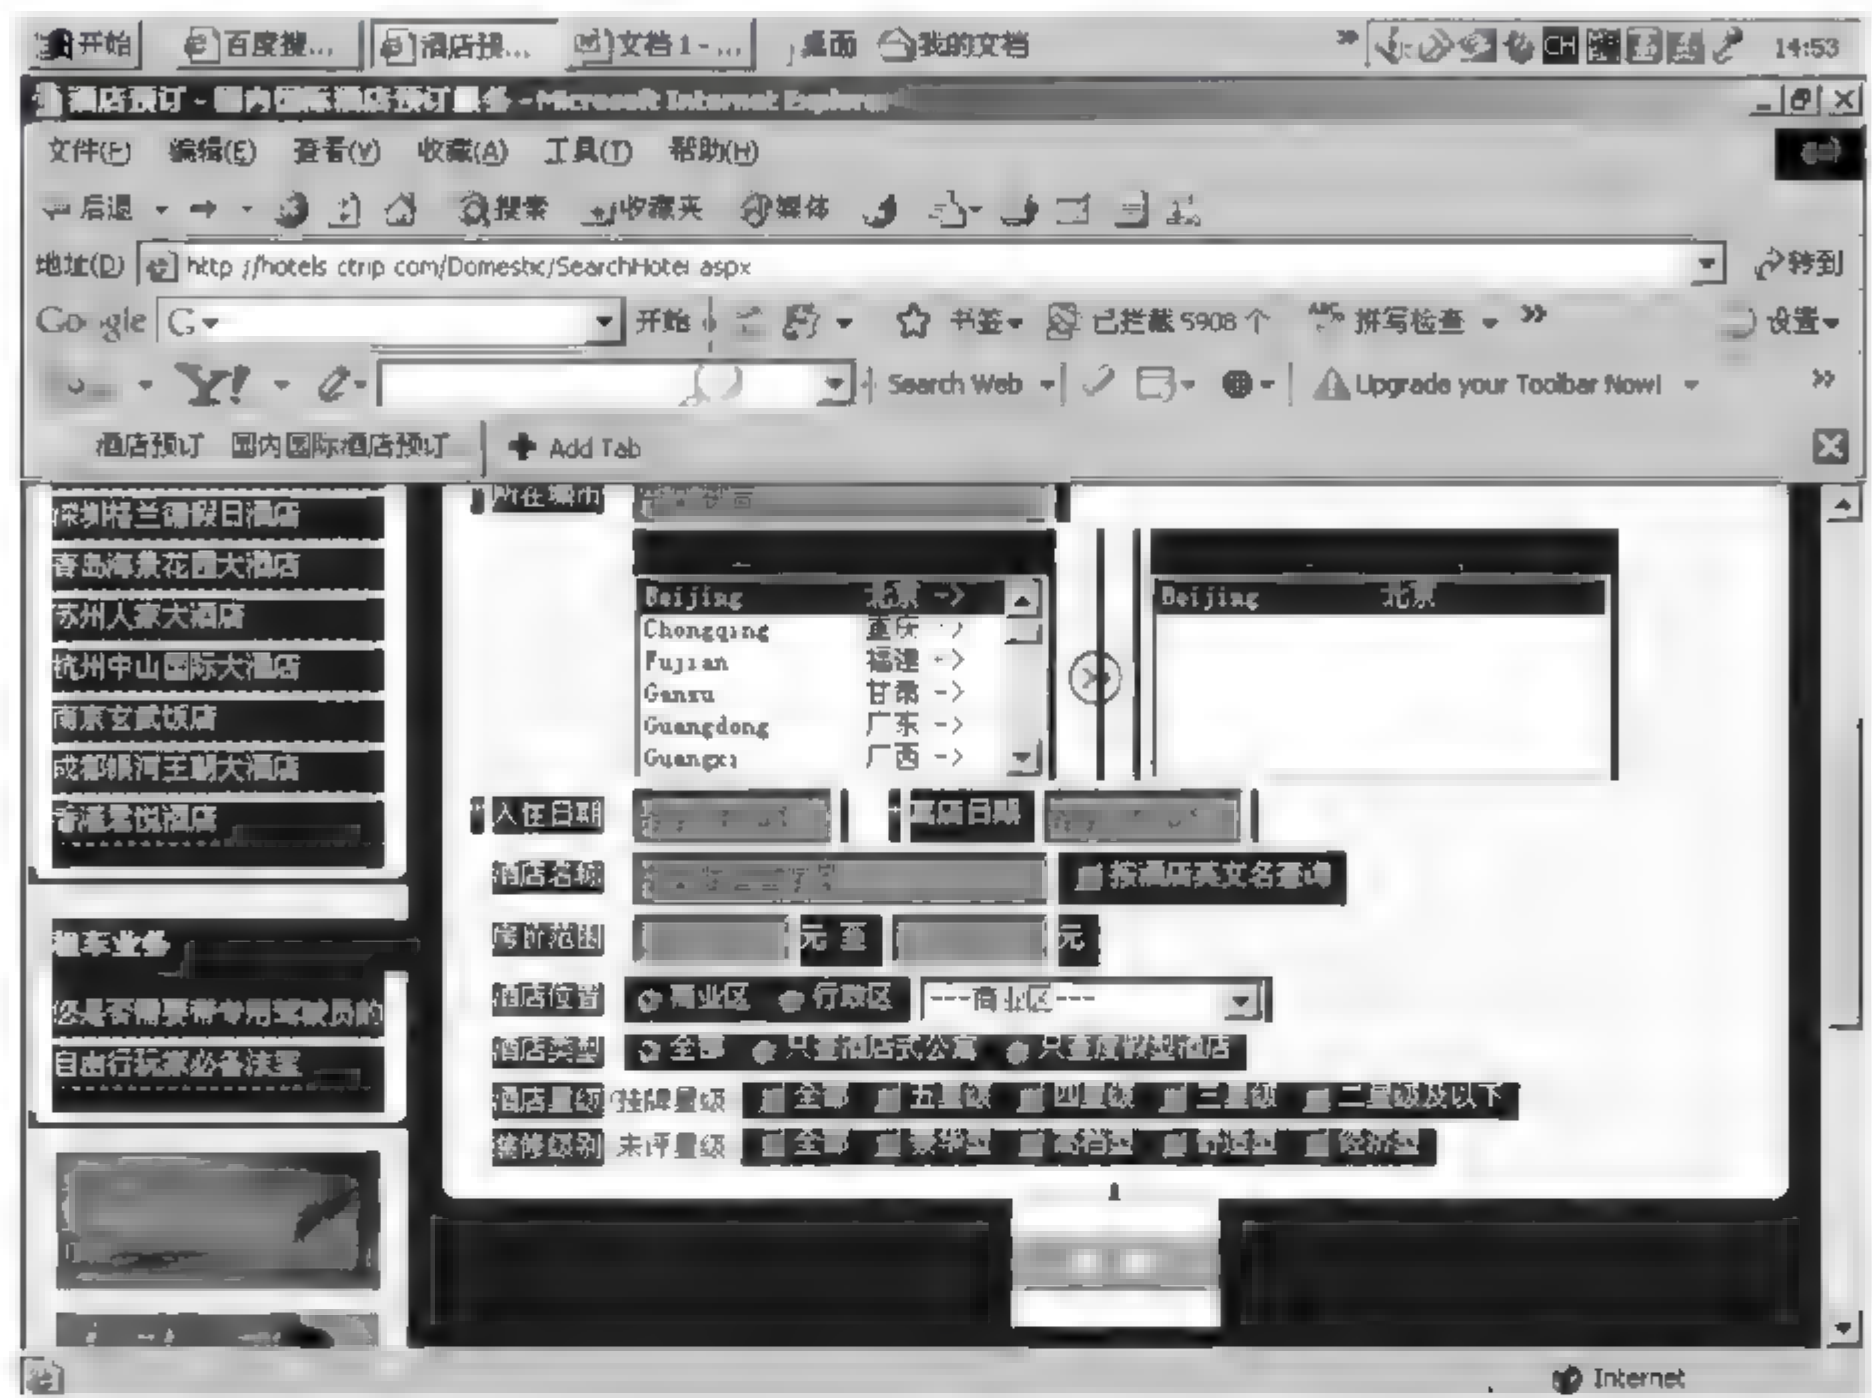 开始 百度搜... 酒店预... 文档 1 - ... 桌面 我的文档 » CH 14:53
酒店预订 - 国内国际酒店预订服务 - Microsoft Internet Explorer
文件(F) 编辑(E) 查看(V) 收藏(A) 工具(T) 帮助(H)
后退 搜索 收藏夹 媒体
地址(D) http://hotels.ctrip.com/Domestic/SearchHotel.aspx 转到
Google G 开始 书签 已拦截 5908 个 拼写检查 » 设置
Y! Search Web Upgrade your Toolbar Now! »
酒店预订 国内国际酒店预订 Add Tab
所在城市
深圳格兰德假日酒店
青岛海景花园大酒店
苏州人家大酒店
杭州中山国际大酒店
南京玄武饭店
成都银河王朝大酒店
香港君悦酒店
租车业务
您是否需要带专用驾驶员的
自由行玩家必备法宝
Beijing 北京 -> Beijing 北京
Chongqing 重庆 ->
Fujian 福建 ->
Gansu 甘肃 ->
Guangdong 广东 ->
Guangxi 广西 ->
入住日期 离店日期
酒店名称 按酒店英文名查询
房价范围 元 至 元
酒店位置 商业区 行政区 ---商业区---
酒店类型 全部 只查酒店式公寓 只查度假型酒店
酒店星级 挂牌星级 全部 五星级 四星级 三星级 二星级及以下
装修级别 未评星级 全部 豪华型 高档型 舒适型 经济型
Internet